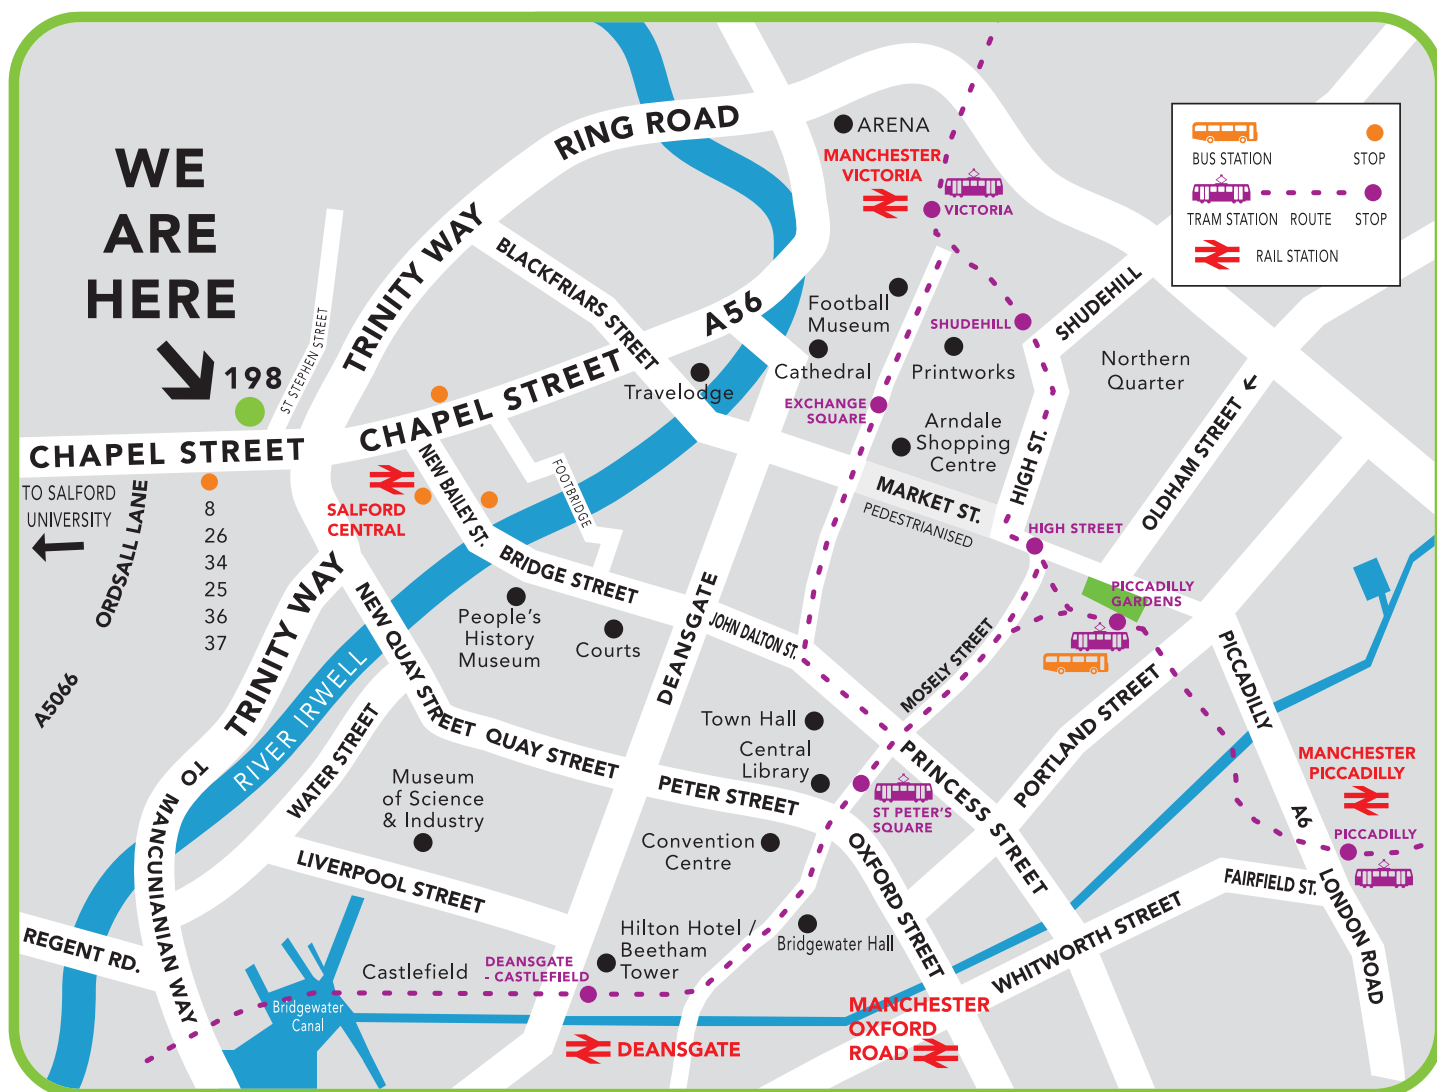 WE
ARE
HERE
198
ST STEPHEN STREET
TRINITY WAY
RING ROAD
BLACKFRIARS STREET
A56
CHAPEL STREET
CHAPEL STREET
TO SALFORD
UNIVERSITY
ORDSALL LANE
8
26
34
25
36
37
A5066
SALFORD
CENTRAL
NEW BAILEY ST.
FOOTBRIDGE
Travelodge
ARENA
MANCHESTER
VICTORIA
VICTORIA
BUS STATION
STOP
TRAM STATION
ROUTE
STOP
RAIL STATION
Football
Museum
SHUDEHILL
SHUDEHILL
Cathedral
Printworks
Northern
Quarter
EXCHANGE
SQUARE
Arndale
Shopping
Centre
HIGH ST.
OLDHAM STREET
MARKET ST.
PEDESTRIANISED
HIGH STREET
PICCADILLY
GARDENS
TRINITY WAY
NEW QUAY STREET
BRIDGE STREET
People's
History
Museum
Courts
JOHN DALTON ST.
DEANSGATE
MOSELY STREET
PICCADILLY
PORTLAND STREET
RIVER IRWELL
WATER STREET
QUAY STREET
Town Hall
Central
Library
PETER STREET
PRINCESS STREET
ST PETER'S
SQUARE
MANCHESTER
PICCADILLY
A6
PICCADILLY
Museum
of Science
& Industry
LIVERPOOL STREET
Convention
Centre
OXFORD STREET
FAIRFIELD ST.
LONDON ROAD
WHITWORTH STREET
TO MANCUNIANIAN WAY
REGENT RD.
Castlefield
DEANSGATE
- CASTLEFIELD
Hilton Hotel /
Beetham
Tower
Bridgewater Hall
Bridgewater
Canal
DEANSGATE
MANCHESTER
OXFORD
ROAD